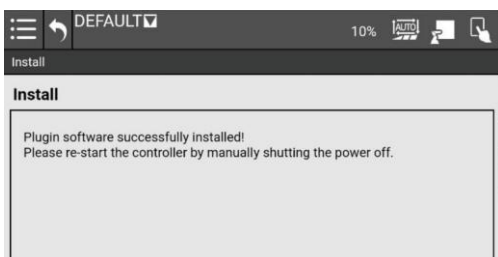 DEFAULT
10%
AUTO
Install
Install
Plugin software successfully installed!
Please re-start the controller by manually shutting the power off.